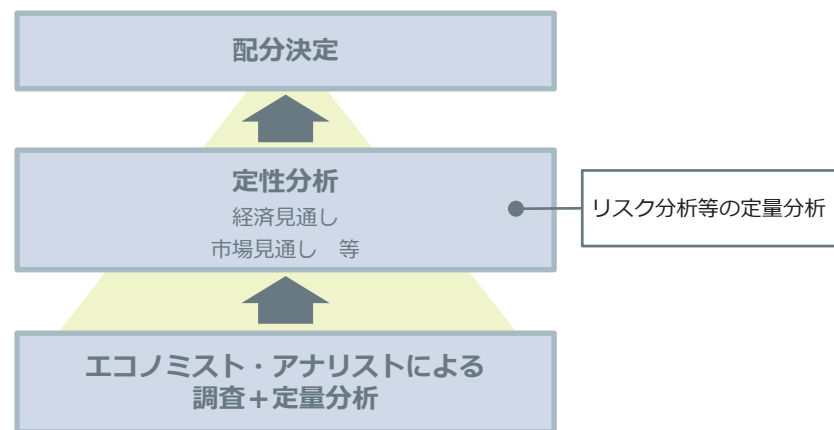 配分決定
定性分析
経済見通し
市場見通し　等
リスク分析等の定量分析
エコノミスト・アナリストによる
調査＋定量分析